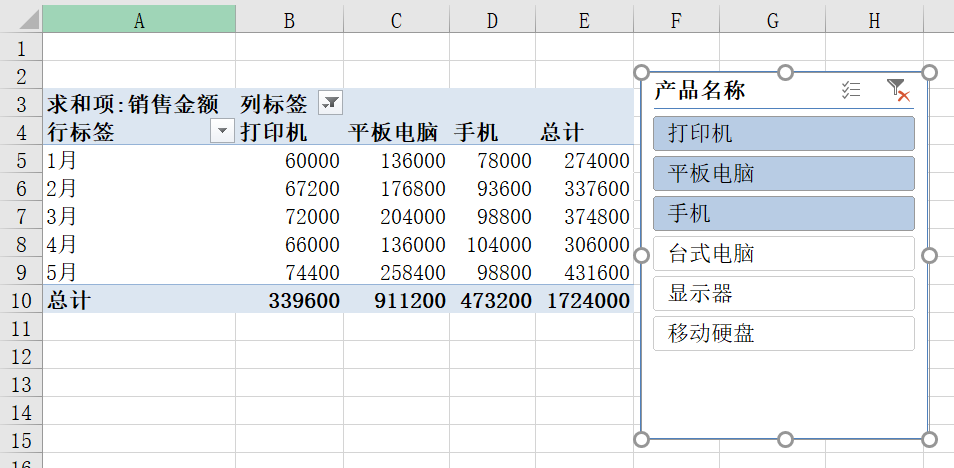 A B C D E F G H
1
2
3 求和项:销售金额 列标签
4 行标签 打印机 平板电脑 手机 总计
5 1月 60000 136000 78000 274000
6 2月 67200 176800 93600 337600
7 3月 72000 204000 98800 374800
8 4月 66000 136000 104000 306000
9 5月 74400 258400 98800 431600
10 总计 339600 911200 473200 1724000
11
12
13
14
15
16
产品名称
打印机
平板电脑
手机
台式电脑
显示器
移动硬盘